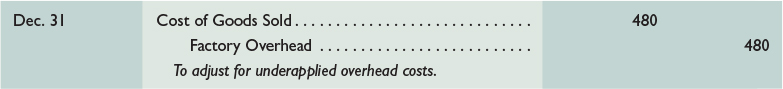 Dec. 31 Cost of Goods Sold............................. 480
Factory Overhead .......................... 480
To adjust for underapplied overhead costs.